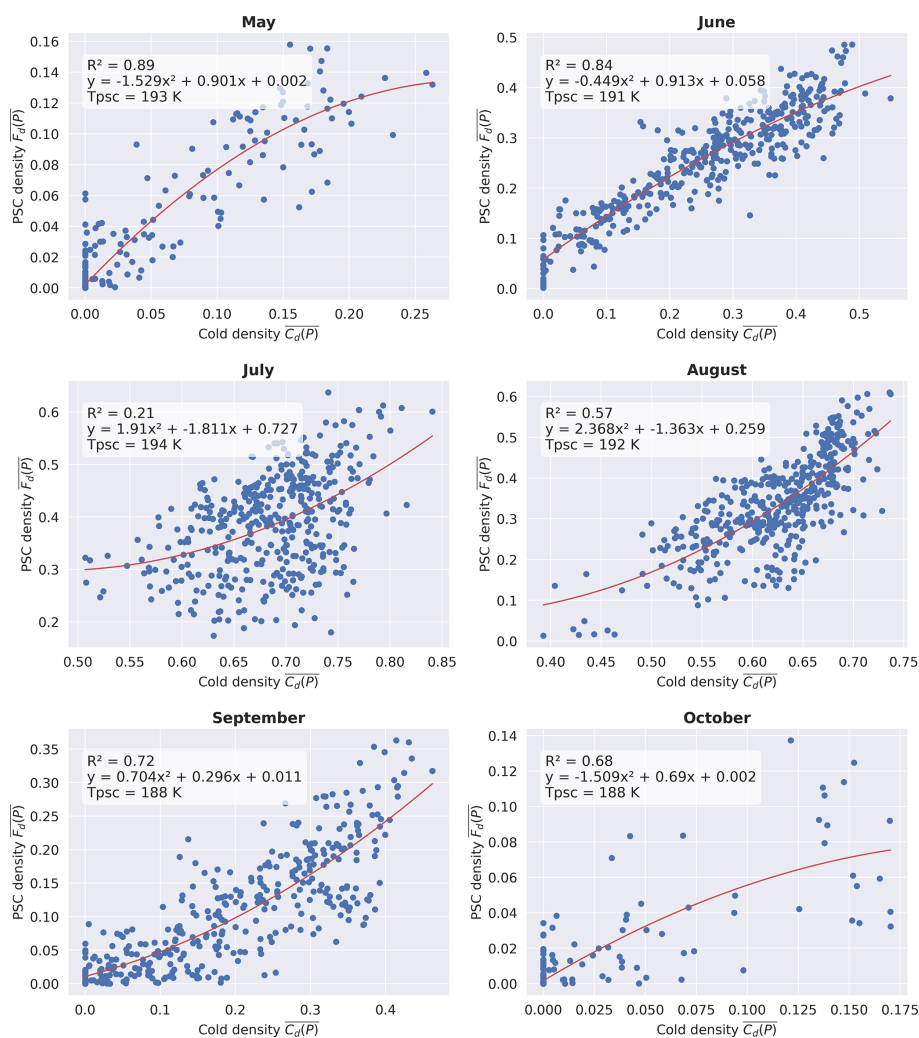 May
R² = 0.89
y = -1.529x² + 0.901x + 0.002
Tpsc = 193 K
PSC density F_d(P)
0.16
0.14
0.12
0.10
0.08
0.06
0.04
0.02
0.00
0.00 0.05 0.10 0.15 0.20 0.25
Cold density C_d(P)
June
R² = 0.84
y = -0.449x² + 0.913x + 0.058
Tpsc = 191 K
PSC density F_d(P)
0.5
0.4
0.3
0.2
0.1
0.0
0.0 0.1 0.2 0.3 0.4 0.5
Cold density C_d(P)
July
R² = 0.21
y = 1.91x² + -1.811x + 0.727
Tpsc = 194 K
PSC density F_d(P)
0.6
0.5
0.4
0.3
0.2
0.50 0.55 0.60 0.65 0.70 0.75 0.80 0.85
Cold density C_d(P)
August
R² = 0.57
y = 2.368x² + -1.363x + 0.259
Tpsc = 192 K
PSC density F_d(P)
0.6
0.5
0.4
0.3
0.2
0.1
0.0
0.40 0.45 0.50 0.55 0.60 0.65 0.70 0.75
Cold density C_d(P)
September
R² = 0.72
y = 0.704x² + 0.296x + 0.011
Tpsc = 188 K
PSC density F_d(P)
0.35
0.30
0.25
0.20
0.15
0.10
0.05
0.00
0.0 0.1 0.2 0.3 0.4
Cold density C_d(P)
October
R² = 0.68
y = -1.509x² + 0.69x + 0.002
Tpsc = 188 K
PSC density F_d(P)
0.14
0.12
0.10
0.08
0.06
0.04
0.02
0.00
0.000 0.025 0.050 0.075 0.100 0.125 0.150 0.175
Cold density C_d(P)